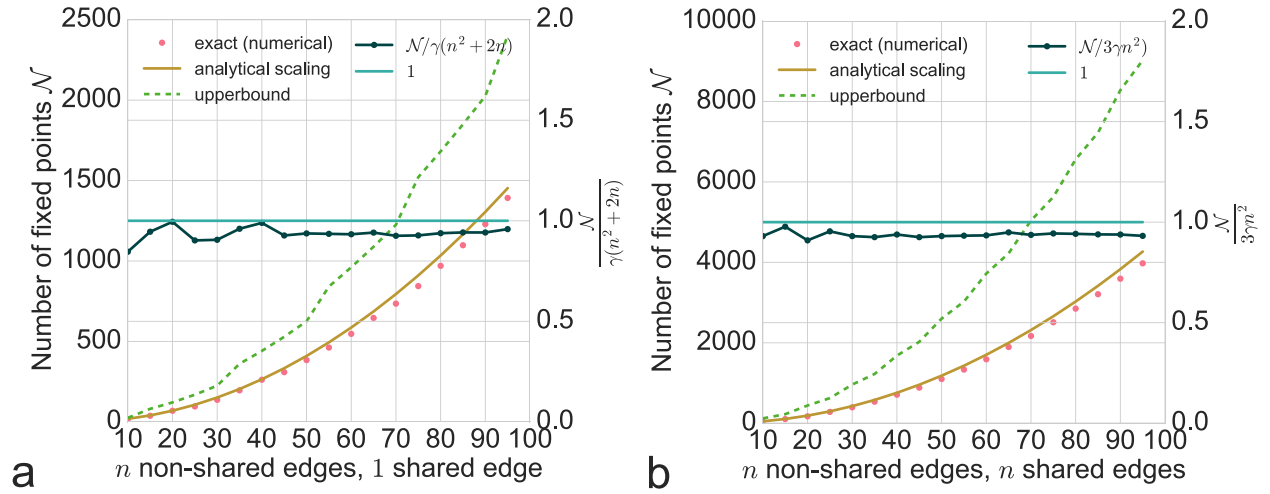 2500
2000
1500
1000
500
0
Number of fixed points 𝒩
exact (numerical)
analytical scaling
upperbound
𝒩/γ(n² + 2n)
1
2.0
1.5
1.0
0.5
0.0
𝒩
γ(n² + 2n)
10 20 30 40 50 60 70 80 90 100
n non-shared edges, 1 shared edge
a
10000
8000
6000
4000
2000
0
Number of fixed points 𝒩
exact (numerical)
analytical scaling
upperbound
𝒩/3γn²)
1
2.0
1.5
1.0
0.5
0.0
𝒩
3γn²
10 20 30 40 50 60 70 80 90 100
n non-shared edges, n shared edges
b